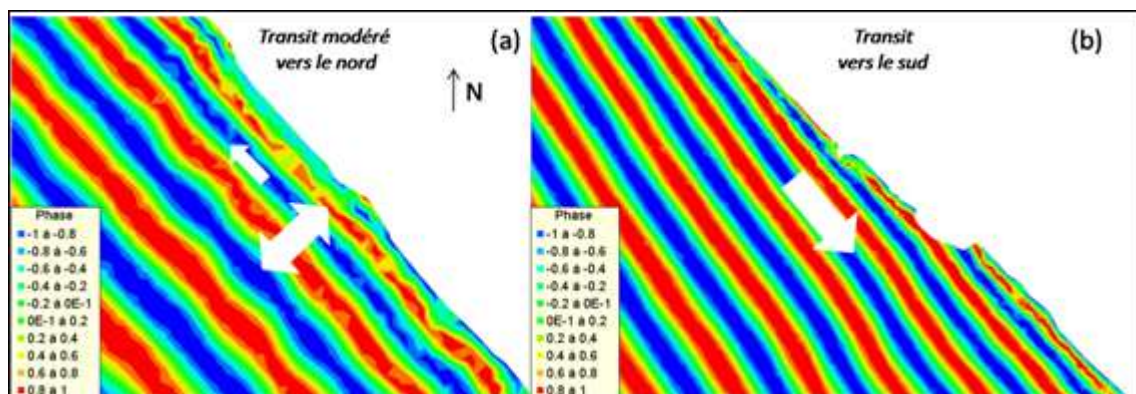 Transit modéré
vers le nord
(a)
N
Phase
-1 à -0.8
-0.8 à -0.6
-0.6 à -0.4
-0.4 à -0.2
-0.2 à 0E-1
0E-1 à 0.2
0.2 à 0.4
0.4 à 0.6
0.6 à 0.8
0.8 à 1
Transit
vers le sud
(b)
Phase
-1 à -0.8
-0.8 à -0.6
-0.6 à -0.4
-0.4 à -0.2
-0.2 à 0E-1
0E-1 à 0.2
0.2 à 0.4
0.4 à 0.6
0.6 à 0.8
0.8 à 1